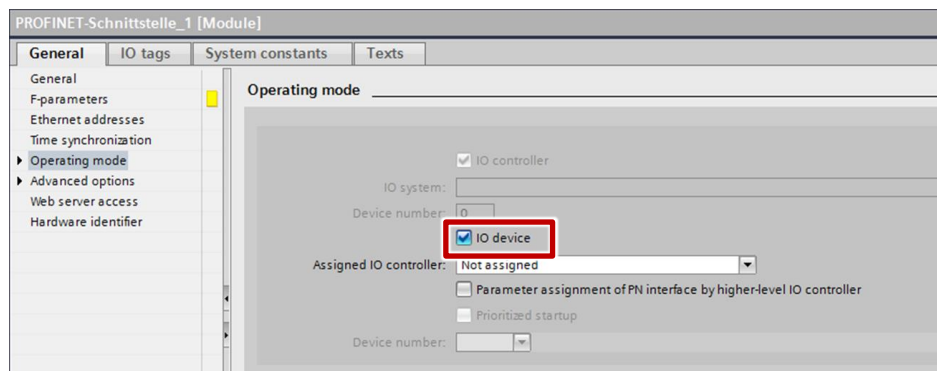 PROFINET-Schnittstelle_1 [Module]
General IO tags System constants Texts
General
F-parameters
Ethernet addresses
Time synchronization
Operating mode
Advanced options
Web server access
Hardware identifier
Operating mode
IO controller
IO system:
Device number: 0
IO device
Assigned IO controller: Not assigned
Parameter assignment of PN interface by higher-level IO controller
Prioritized startup
Device number: